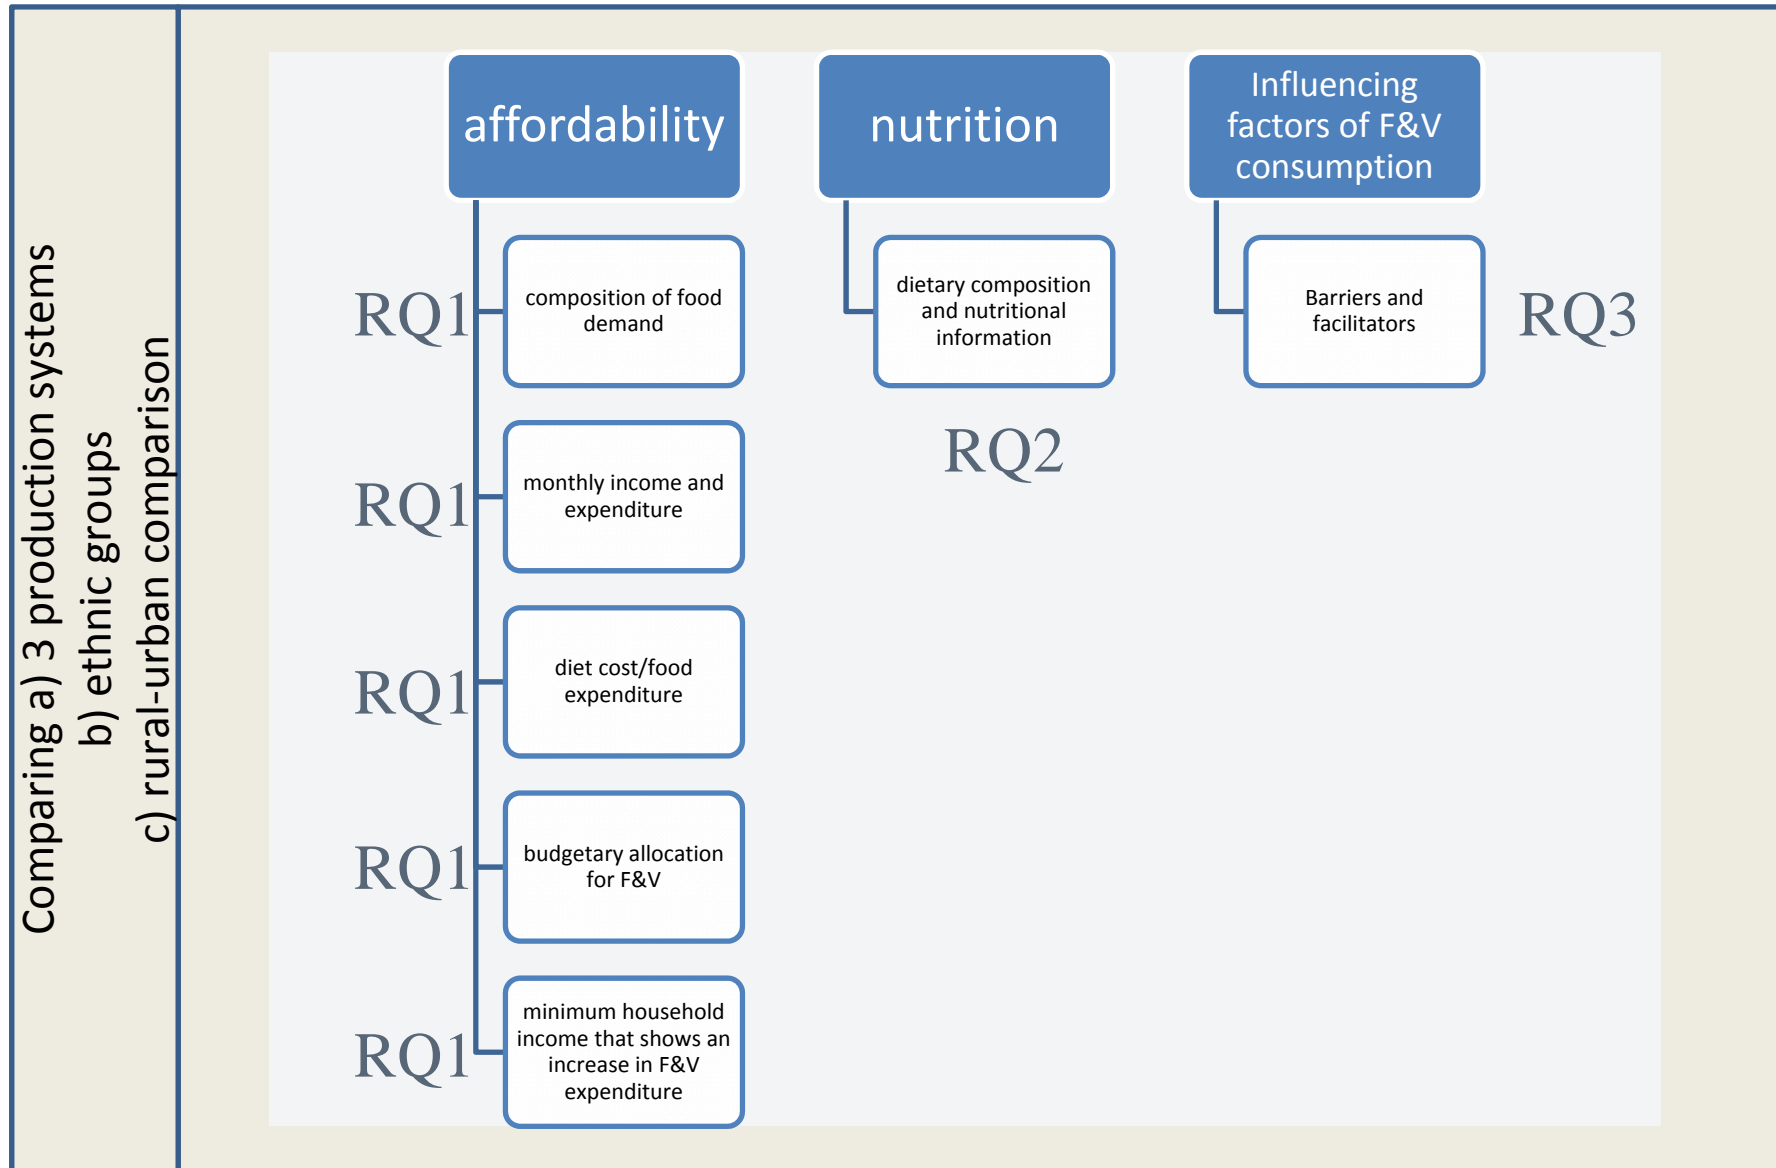 Comparing a) 3 production systems
b) ethnic groups
c) rural-urban comparison
affordability
RQ1
composition of food
demand
RQ1
monthly income and
expenditure
RQ1
diet cost/food
expenditure
RQ1
budgetary allocation
for F&V
RQ1
minimum household
income that shows an
increase in F&V
expenditure
nutrition
dietary composition
and nutritional
information
RQ2
Influencing
factors of F&V
consumption
Barriers and
facilitators
RQ3